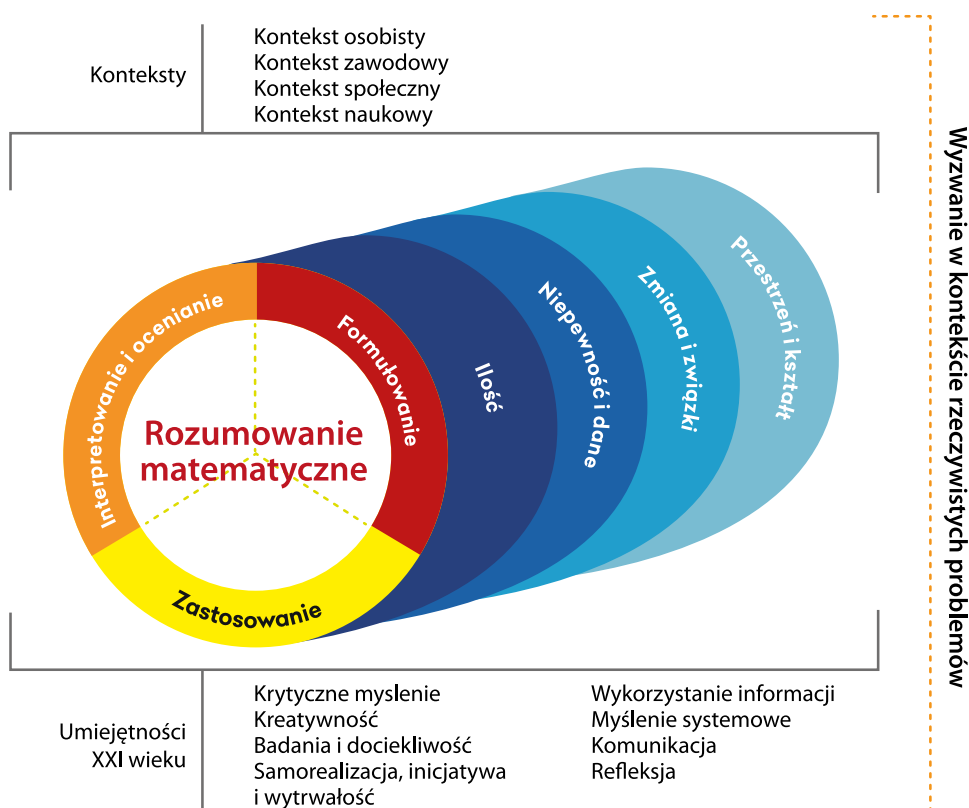 Konteksty
Kontekst osobisty
Kontekst zawodowy
Kontekst społeczny
Kontekst naukowy
Wyzwanie w kontekście rzeczywistych problemów
Interpretowanie i ocenianie
Formułowanie
Zastosowanie
Rozumowanie
matematyczne
Ilość
Niepewność i dane
Zmiana i związki
Przestrzeń i kształt
Umiejętności
XXI wieku
Krytyczne myslenie
Kreatywność
Badania i dociekliwość
Samorealizacja, inicjatywa
i wytrwałość
Wykorzystanie informacji
Myślenie systemowe
Komunikacja
Refleksja